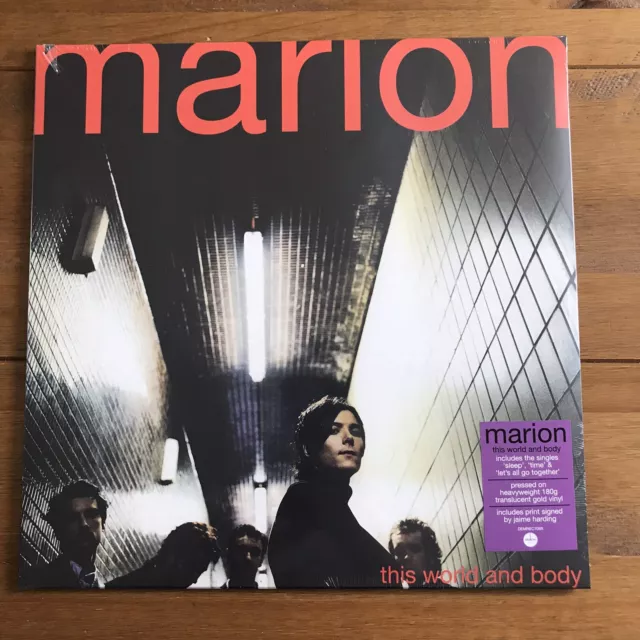 marion
this world and body
marion
this world and body
includes the singles
'sleep', 'time' &
'let's all go together'
pressed on
heavyweight 180g
translucent gold vinyl
includes print signed
by jaime harding